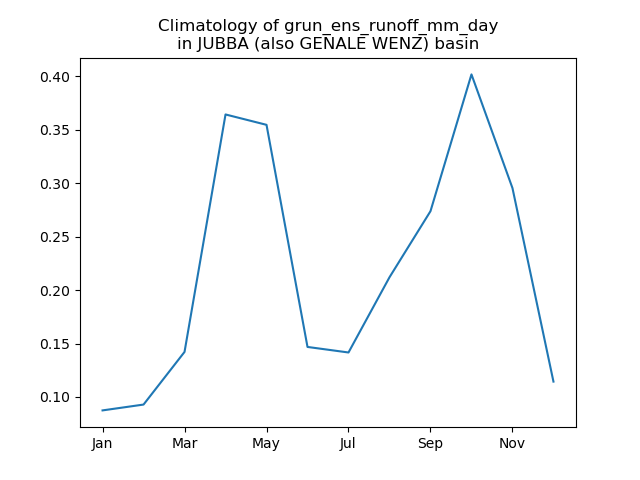 Climatology of grun_ens_runoff_mm_day
in JUBBA (also GENALE WENZ) basin
0.40
0.35
0.30
0.25
0.20
0.15
0.10
Jan Mar May Jul Sep Nov